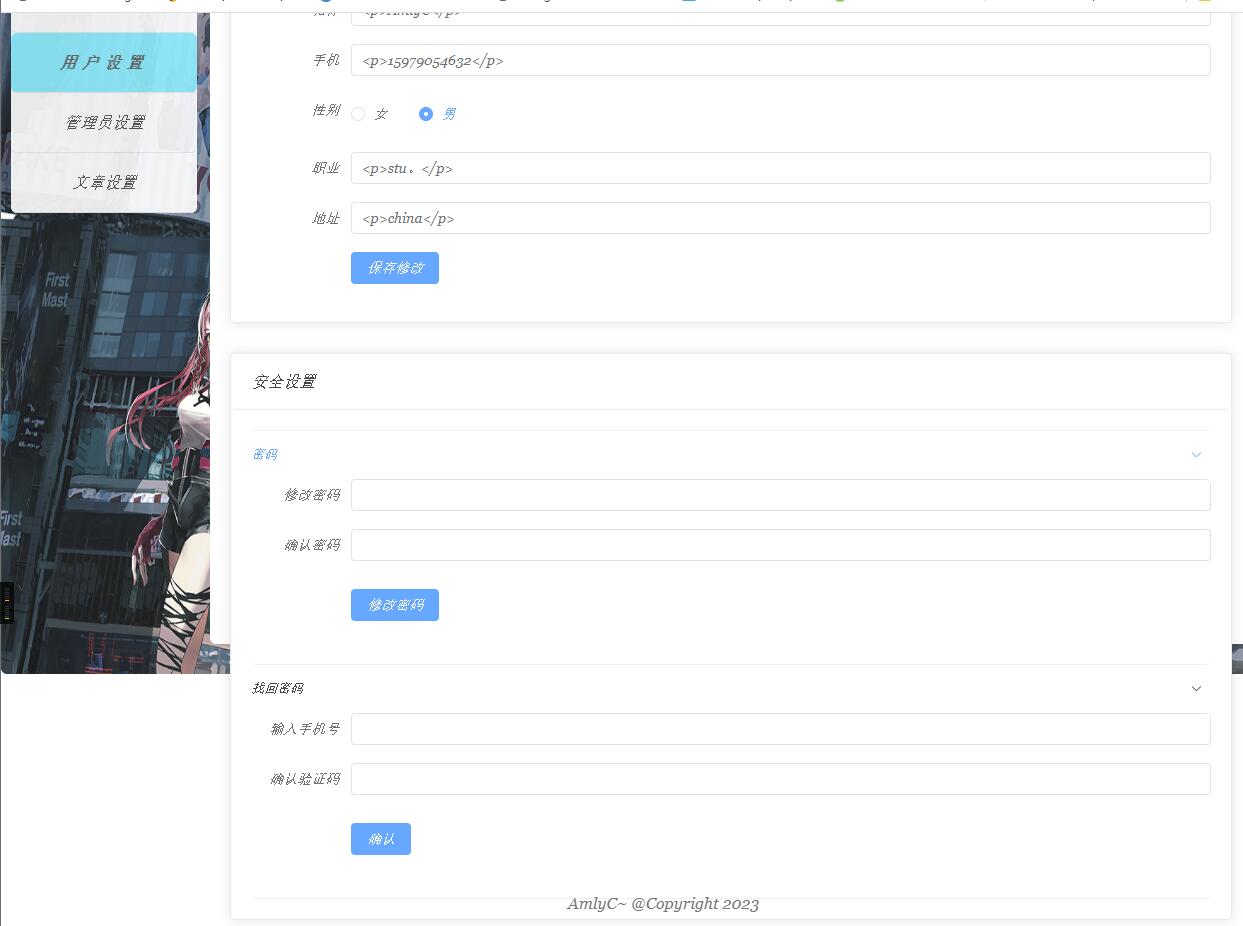 用 户 设 置
管理员设置
文章设置
手机
<p>15979054632</p>
性别
女
男
职业
<p>stu。</p>
地址
<p>china</p>
保存修改
First
Mast
安全设置
密码
修改密码
确认密码
First
修改密码
找回密码
输入手机号
确认验证码
确认
AmlyC~ @Copyright 2023